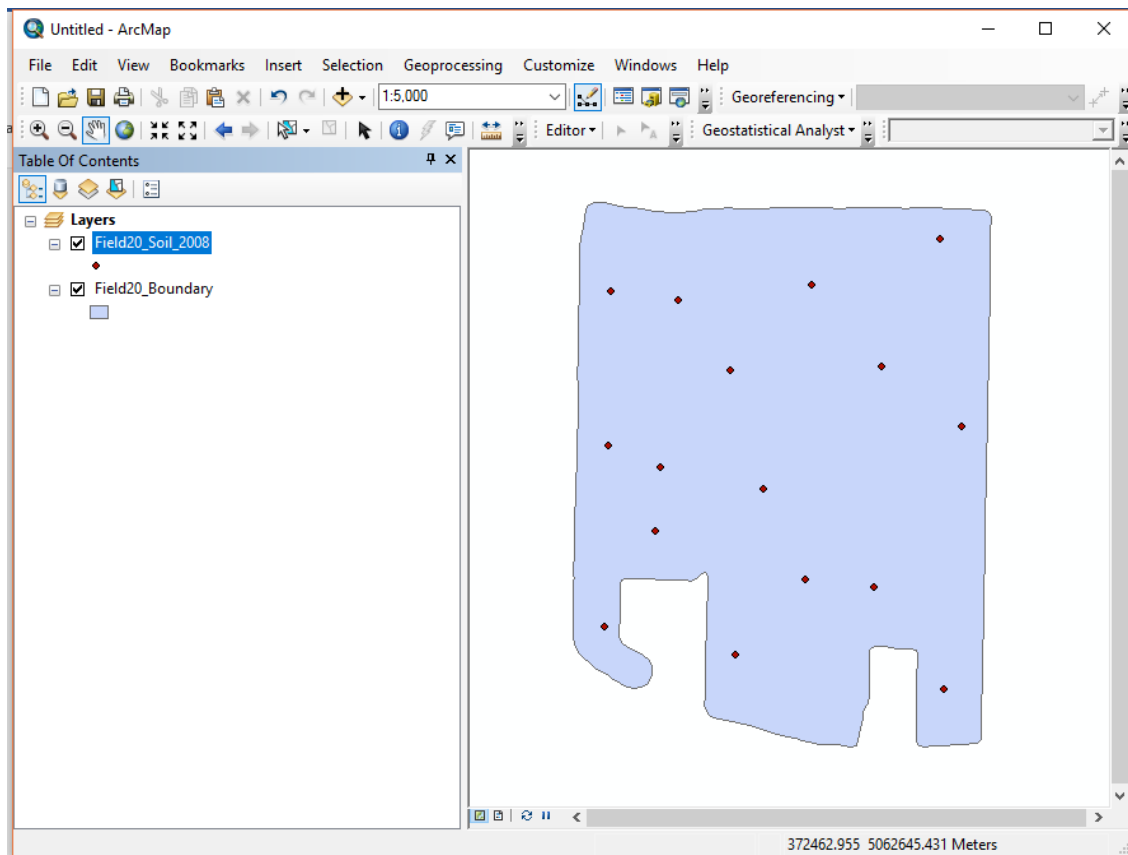 Untitled - ArcMap
File Edit View Bookmarks Insert Selection Geoprocessing Customize Windows Help
1:5,000 Georeferencing
Editor Geostatistical Analyst
Table Of Contents
Layers
Field20_Soil_2008
Field20_Boundary
372462.955 5062645.431 Meters